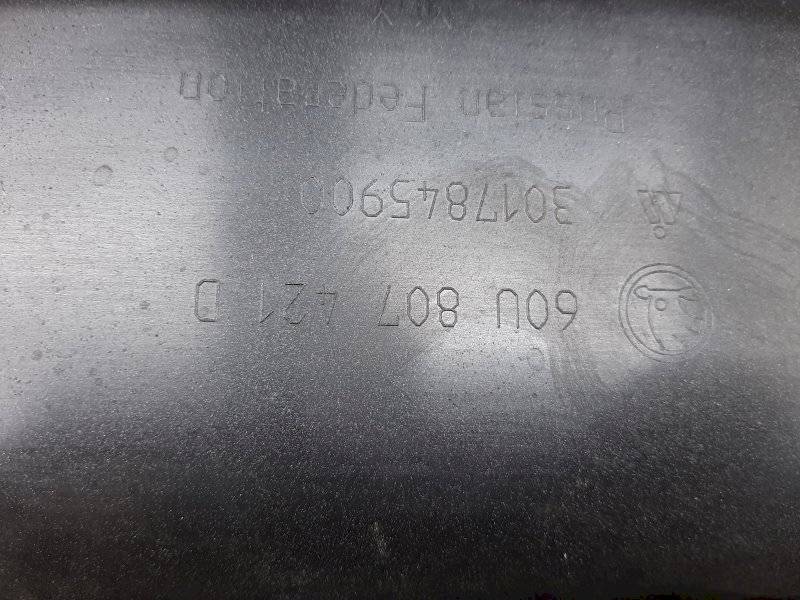 60U 807 421 D
3017845900
Russian Federation